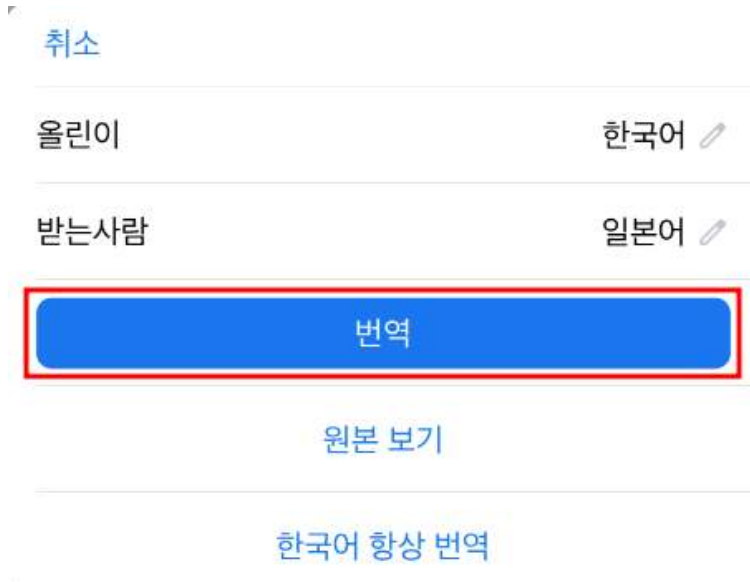 취소
올린이 한국어
받는사람 일본어
번역
원본 보기
한국어 항상 번역